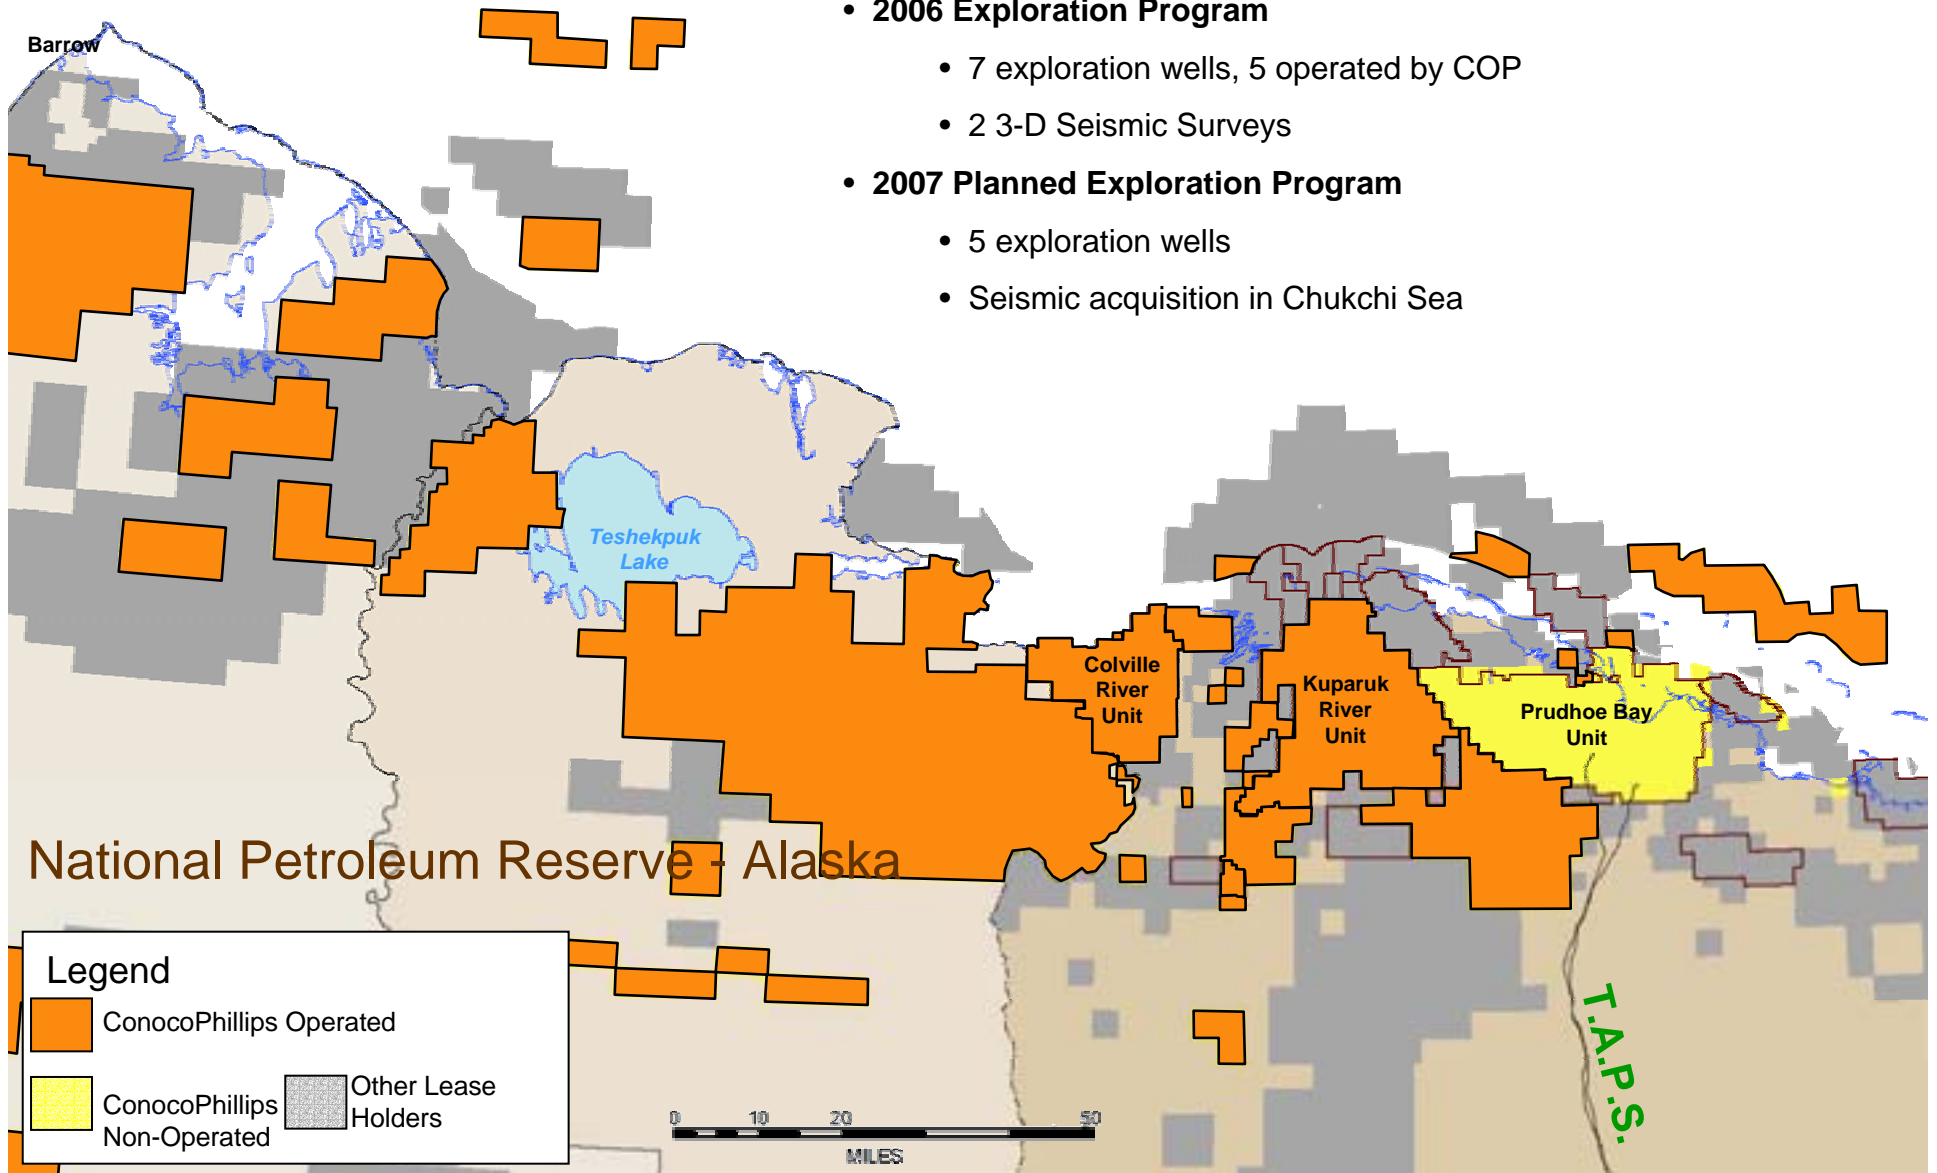 • 2006 Exploration Program
Barrow
• 7 exploration wells, 5 operated by COP
• 2 3-D Seismic Surveys
• 2007 Planned Exploration Program
• 5 exploration wells
• Seismic acquisition in Chukchi Sea
Teshekpuk
Lake
Colville
River
Unit
Kuparuk
River
Unit
Prudhoe Bay
Unit
National Petroleum Reserve - Alaska
Legend
ConocoPhillips Operated
ConocoPhillips
Non-Operated
Other Lease
Holders
0 10 20 50
MILES
T.A.P.S.